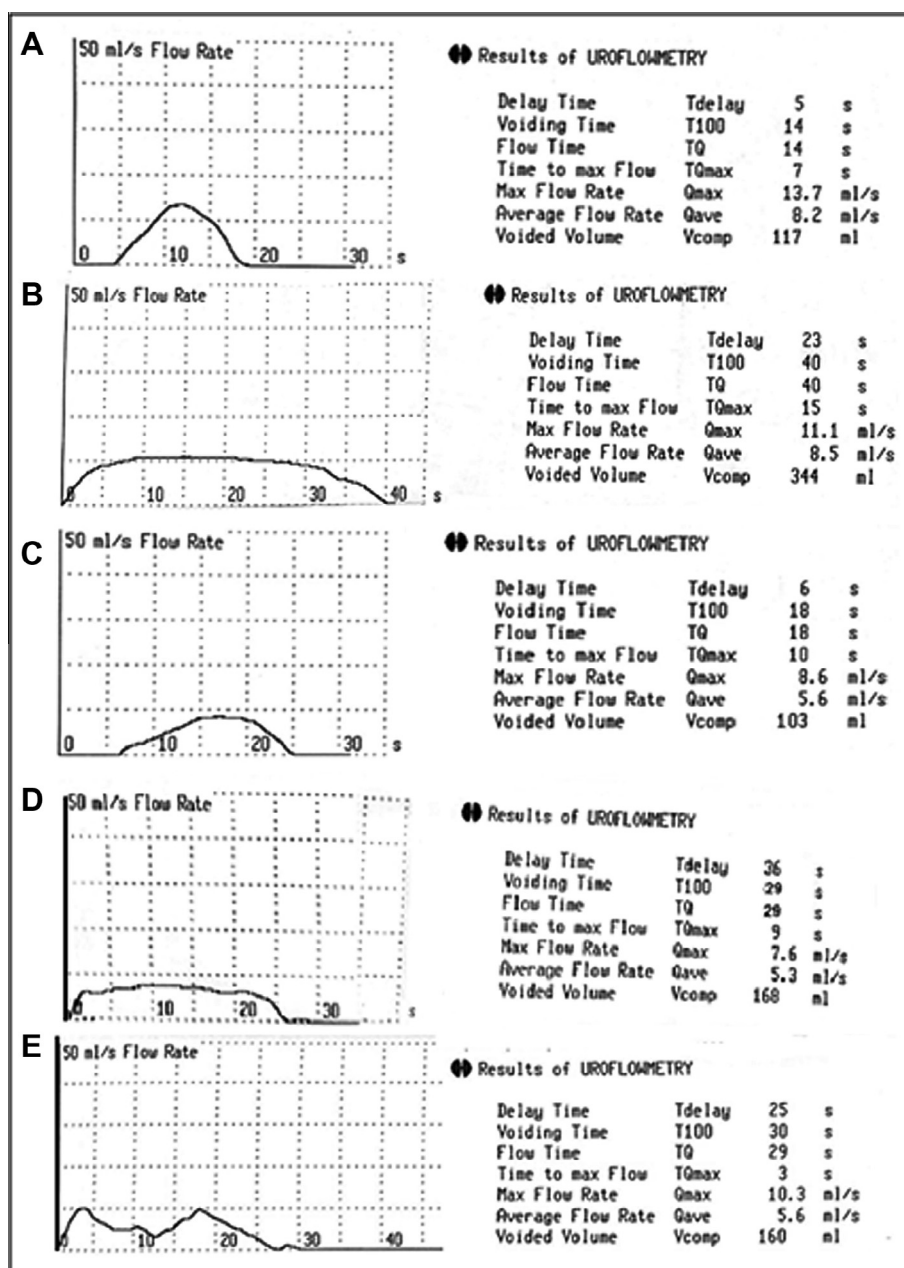 A
50 ml/s Flow Rate
0 10 20 30 s
Results of UROFLOWMETRY
Delay Time Tdelay 5 s
Voiding Time T100 14 s
Flow Time TQ 14 s
Time to max Flow TQmax 7 s
Max Flow Rate Qmax 13.7 ml/s
Average Flow Rate Qave 8.2 ml/s
Voided Volume Vcomp 117 ml
B
50 ml/s Flow Rate
0 10 20 30 40 s
Results of UROFLOWMETRY
Delay Time Tdelay 23 s
Voiding Time T100 40 s
Flow Time TQ 40 s
Time to max Flow TQmax 15 s
Max Flow Rate Qmax 11.1 ml/s
Average Flow Rate Qave 8.5 ml/s
Voided Volume Vcomp 344 ml
C
50 ml/s Flow Rate
0 10 20 30 s
Results of UROFLOWMETRY
Delay Time Tdelay 6 s
Voiding Time T100 18 s
Flow Time TQ 18 s
Time to max Flow TQmax 10 s
Max Flow Rate Qmax 8.6 ml/s
Average Flow Rate Qave 5.6 ml/s
Voided Volume Vcomp 103 ml
D
50 ml/s Flow Rate
0 10 20 30 s
Results of UROFLOWMETRY
Delay Time Tdelay 36 s
Voiding Time T100 29 s
Flow Time TQ 29 s
Time to max Flow TQmax 9 s
Max Flow Rate Qmax 7.6 ml/s
Average Flow Rate Qave 5.3 ml/s
Voided Volume Vcomp 168 ml
E
50 ml/s Flow Rate
0 10 20 30 40
Results of UROFLOWMETRY
Delay Time Tdelay 25 s
Voiding Time T100 30 s
Flow Time TQ 29 s
Time to max Flow TQmax 3 s
Max Flow Rate Qmax 10.3 ml/s
Average Flow Rate Qave 5.6 ml/s
Voided Volume Vcomp 160 ml